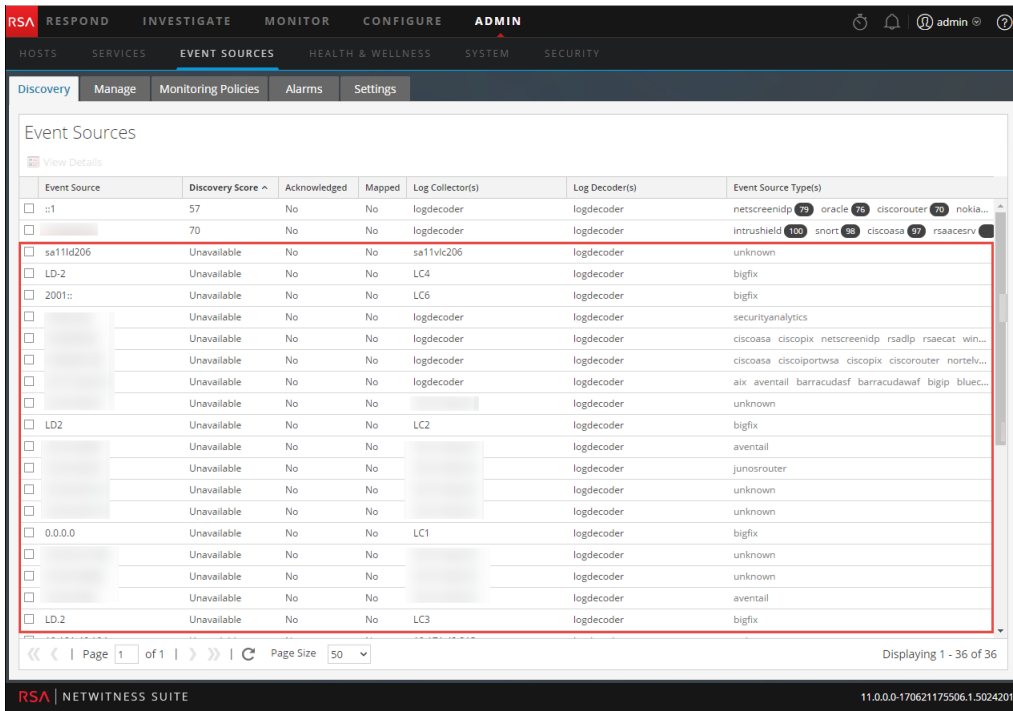 RSA RESPOND INVESTIGATE MONITOR CONFIGURE ADMIN admin
HOSTS SERVICES EVENT SOURCES HEALTH & WELLNESS SYSTEM SECURITY
Discovery Manage Monitoring Policies Alarms Settings
Event Sources
View Details
Event Source Discovery Score Acknowledged Mapped Log Collector(s) Log Decoder(s) Event Source Type(s)
::1 57 No No logdecoder logdecoder netscreenidp 79 oracle 76 ciscorouter 70 nokia...
70 No No logdecoder logdecoder intrushield 100 snort 98 ciscoasa 97 rsaacesrv
sa11ld206 Unavailable No No sa11vlc206 logdecoder unknown
LD-2 Unavailable No No LC4 logdecoder bigfix
2001:: Unavailable No No LC6 logdecoder bigfix
Unavailable No No logdecoder logdecoder securityanalytics
Unavailable No No logdecoder logdecoder ciscoasa ciscopix netscreenidp rsadlp rsaecat win...
Unavailable No No logdecoder logdecoder ciscoasa ciscoiportwsa ciscopix ciscorouter nortelv...
Unavailable No No logdecoder logdecoder aix aventail barracudasf barracudawaf bigip bluec...
Unavailable No No logdecoder unknown
LD2 Unavailable No No LC2 logdecoder bigfix
Unavailable No No logdecoder aventail
Unavailable No No logdecoder junosrouter
Unavailable No No logdecoder unknown
Unavailable No No logdecoder unknown
0.0.0.0 Unavailable No No LC1 logdecoder bigfix
Unavailable No No logdecoder unknown
Unavailable No No logdecoder unknown
Unavailable No No logdecoder aventail
LD.2 Unavailable No No LC3 logdecoder bigfix
Page 1 of 1 Page Size 50 Displaying 1 - 36 of 36
RSA NETWITNESS SUITE 11.0.0.0-170621175506.1.5024201